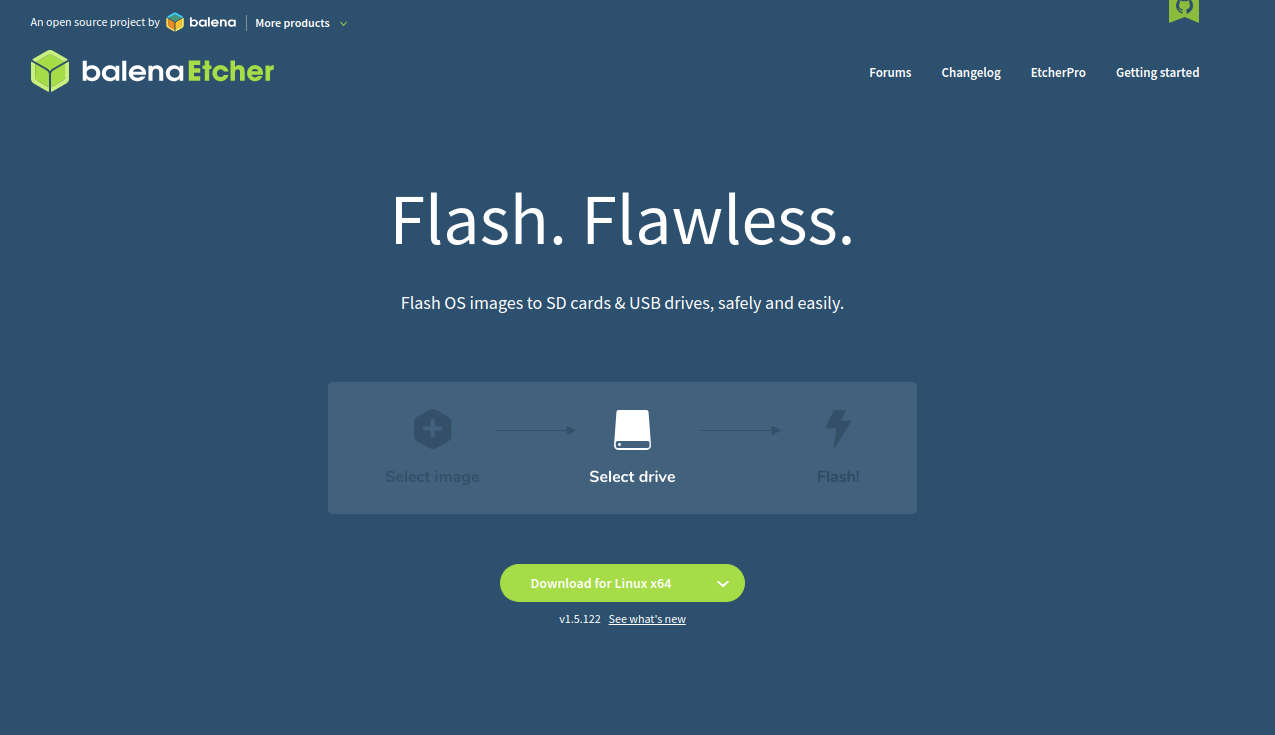 An open source project by balena More products
balenaEtcher
Forums Changelog EtcherPro Getting started
Flash. Flawless.
Flash OS images to SD cards & USB drives, safely and easily.
Select image Select drive Flash!
Download for Linux x64
v1.5.122 See what's new